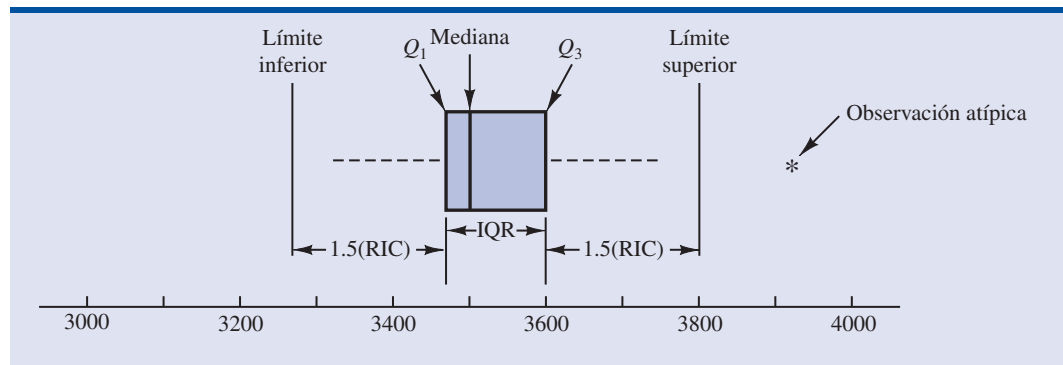 Límite
inferior
Q1
Mediana
Q3
Límite
superior
Observación atípica
*
1.5(RIC)
IQR
1.5(RIC)
3000
3200
3400
3600
3800
4000